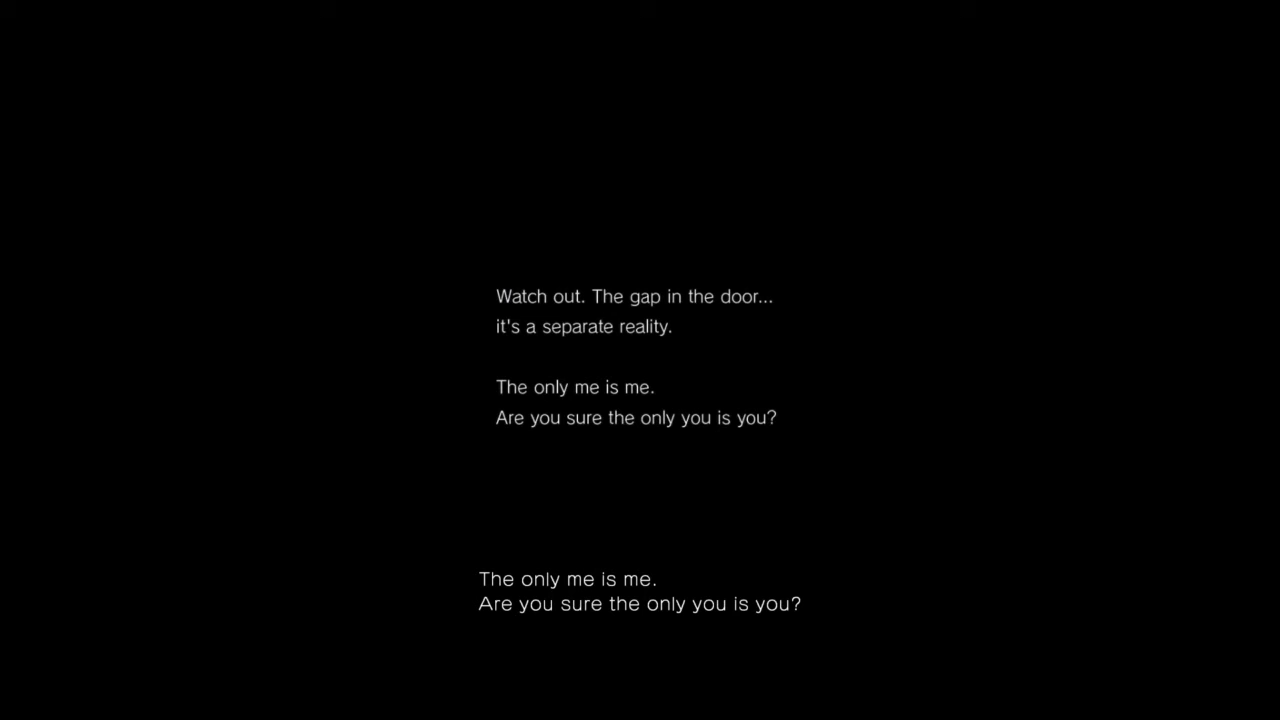 Watch out. The gap in the door...
it's a separate reality.
The only me is me.
Are you sure the only you is you?
The only me is me.
Are you sure the only you is you?